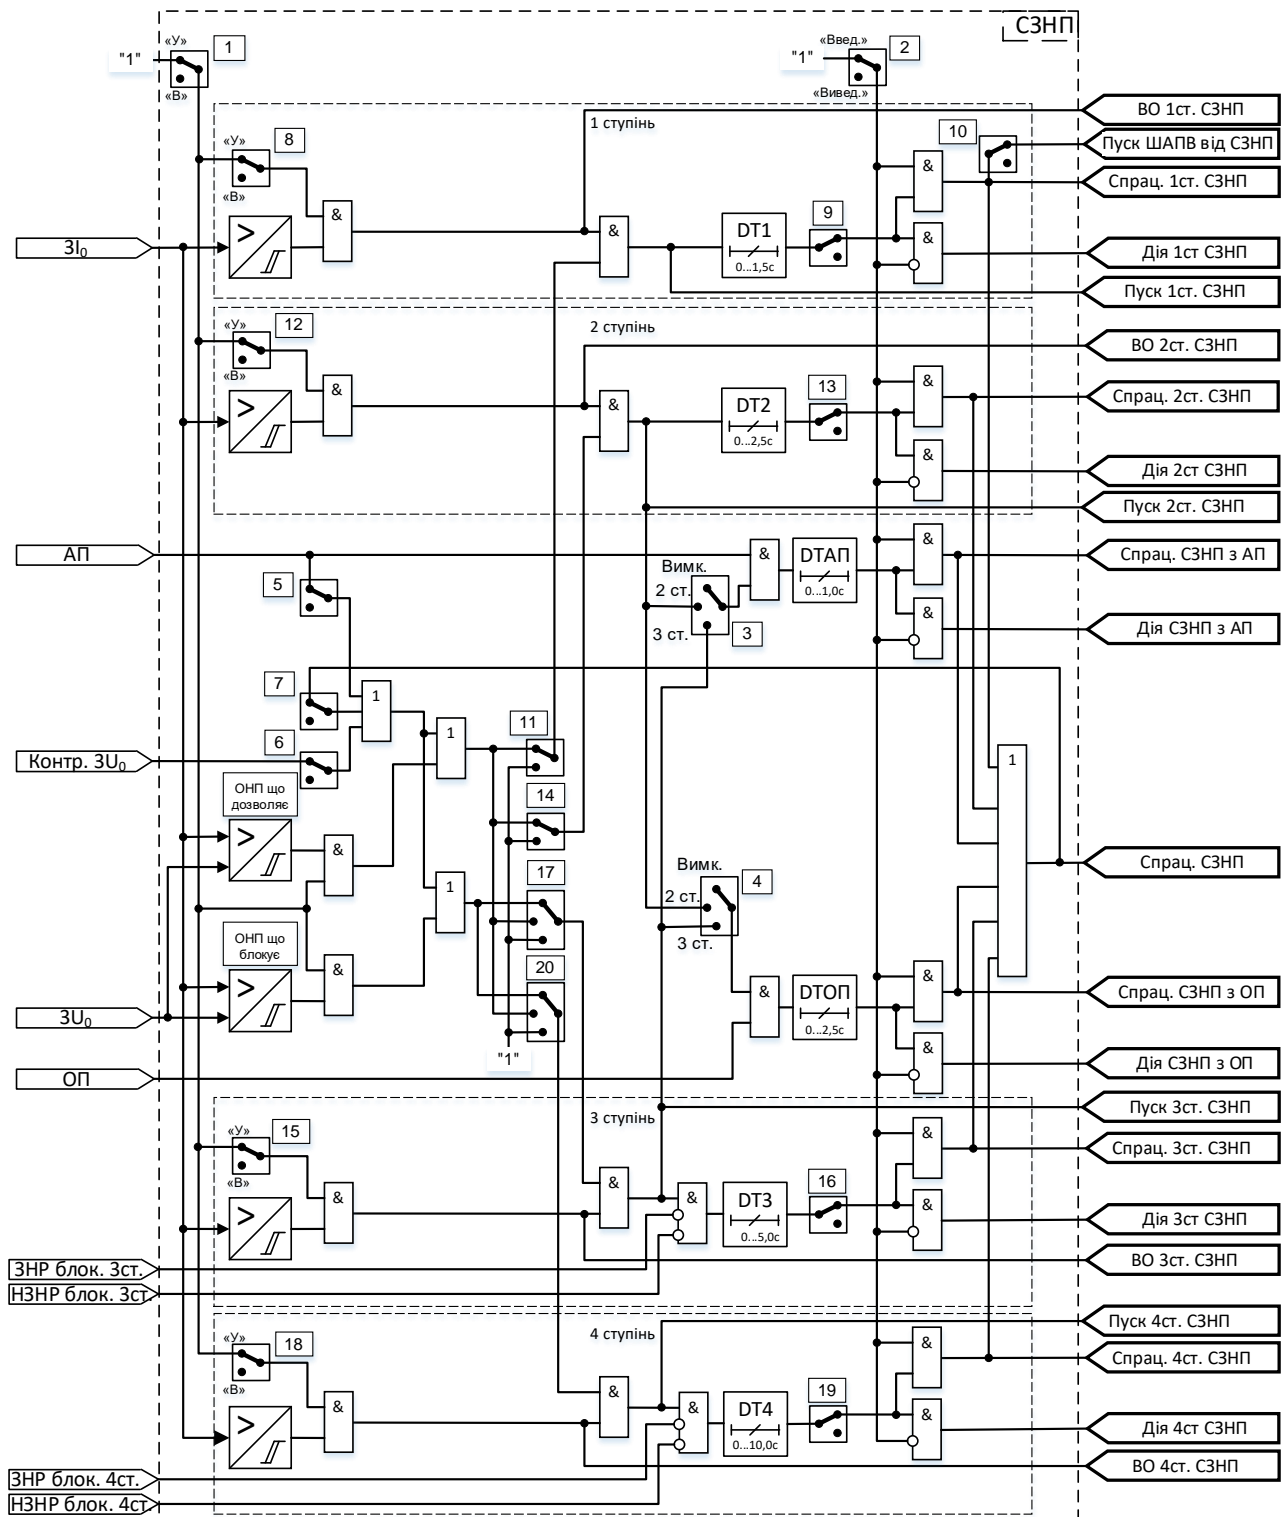 СЗНП
"1"
«У»
1
«В»
"1"
«Введ.»
2
«Вивед.»
1 ступінь
ВО 1ст. СЗНП
«У»
8
«В»
10
Пуск ШАПВ від СЗНП
Спрац. 1ст. СЗНП
&
&
&
3I₀
>
DT1
0...1,5с
9
&
Дія 1ст СЗНП
Пуск 1ст. СЗНП
2 ступінь
«У»
12
«В»
ВО 2ст. СЗНП
&
&
&
>
DT2
0...2,5с
13
Спрац. 2ст. СЗНП
&
Дія 2ст СЗНП
Пуск 2ст. СЗНП
АП
&
DTАП
0...1,0с
&
Спрац. СЗНП з АП
5
Вимк.
2 ст.
3 ст.
3
&
Дія СЗНП з АП
7
1
6
1
11
Контр. 3U₀
1
ОНП що
дозволяє
>
&
14
17
1
Вимк.
2 ст.
3 ст.
4
Спрац. СЗНП
ОНП що
блокує
>
&
20
"1"
3U₀
&
DTОП
0...2,5с
&
Спрац. СЗНП з ОП
ОП
&
Дія СЗНП з ОП
3 ступінь
Пуск 3ст. СЗНП
«У»
15
«В»
&
Спрац. 3ст. СЗНП
>
&
&
&
DT3
0...5,0с
16
&
Дія 3ст СЗНП
ВО 3ст. СЗНП
ЗНР блок. 3ст.
НЗНР блок. 3ст.
4 ступінь
Пуск 4ст. СЗНП
«У»
18
«В»
&
Спрац. 4ст. СЗНП
>
&
&
&
DT4
0...10,0с
19
&
Дія 4ст СЗНП
ВО 4ст. СЗНП
ЗНР блок. 4ст.
НЗНР блок. 4ст.